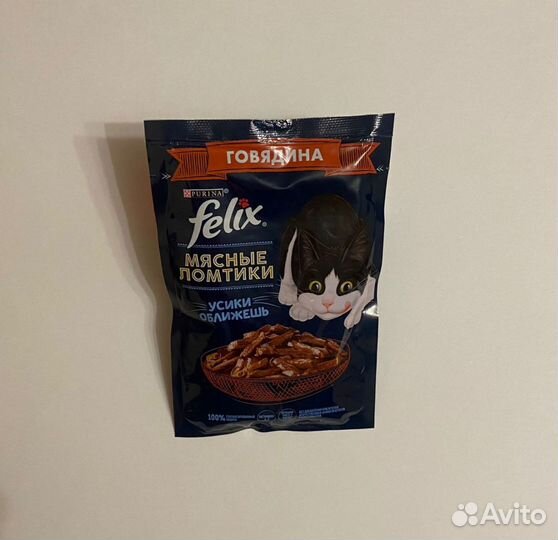 ГОВЯДИНА
PURINA
felix
МЯСНЫЕ
ЛОМТИКИ
УСИКИ
ОБЛИЖЕШЬ
100%
Avito